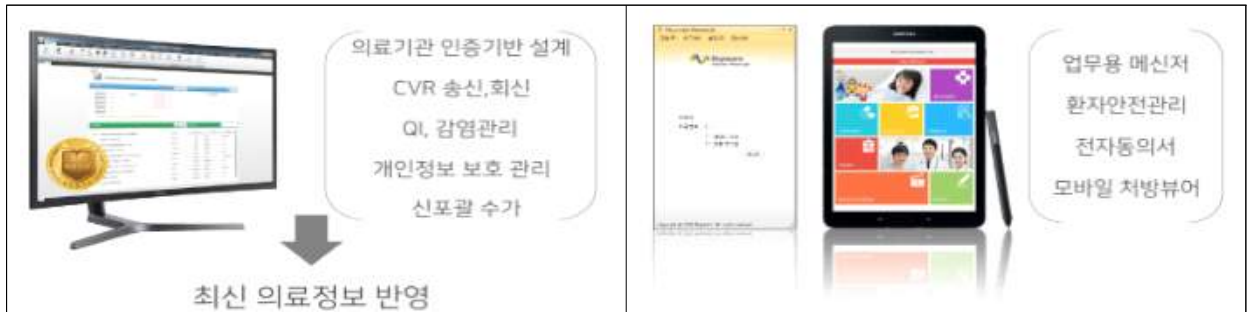 의료기관 인증기반 설계
CVR 송신,회신
QI, 감염관리
개인정보 보호 관리
신포괄 수가
최신 의료정보 반영
SAMSUNG
업무용 메신저
환자안전관리
전자동의서
모바일 처방뷰어